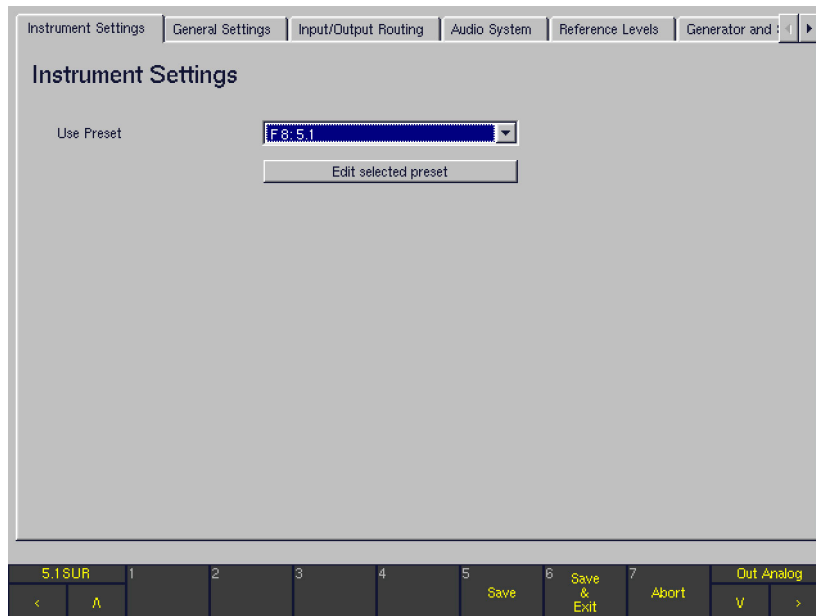 Instrument Settings General Settings Input/Output Routing Audio System Reference Levels Generator and
Instrument Settings
Use Preset F 8: 5.1
Edit selected preset
5.1SUR 1 2 3 4 5 6 7 Out Analog
< Λ Save Save & Exit Abort V >